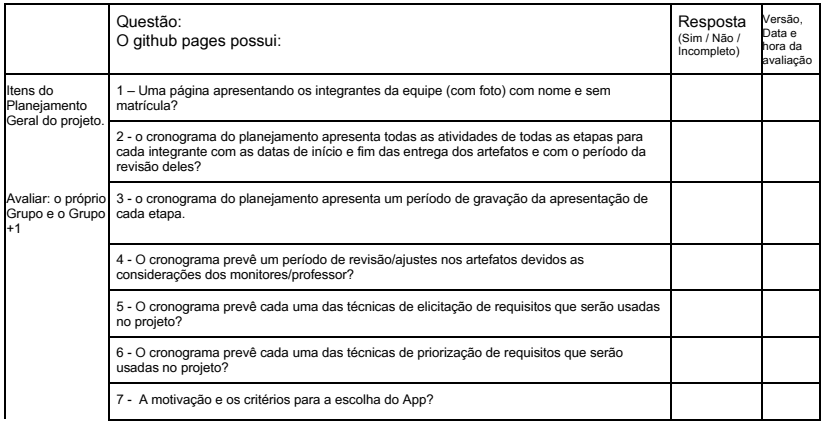 Questão:
O github pages possui:
Resposta
(Sim / Não /
Incompleto)
Versão,
Data e
hora da
avaliação
Itens do
Planejamento
Geral do projeto.
Avaliar: o próprio
Grupo e o Grupo
+1
1 – Uma página apresentando os integrantes da equipe (com foto) com nome e sem
matrícula?
2 - o cronograma do planejamento apresenta todas as atividades de todas as etapas para
cada integrante com as datas de início e fim das entrega dos artefatos e com o período da
revisão deles?
3 - o cronograma do planejamento apresenta um período de gravação da apresentação de
cada etapa.
4 - O cronograma prevê um período de revisão/ajustes nos artefatos devidos as
considerações dos monitores/professor?
5 - O cronograma prevê cada uma das técnicas de elicitação de requisitos que serão usadas
no projeto?
6 - O cronograma prevê cada uma das técnicas de priorização de requisitos que serão
usadas no projeto?
7 - A motivação e os critérios para a escolha do App?